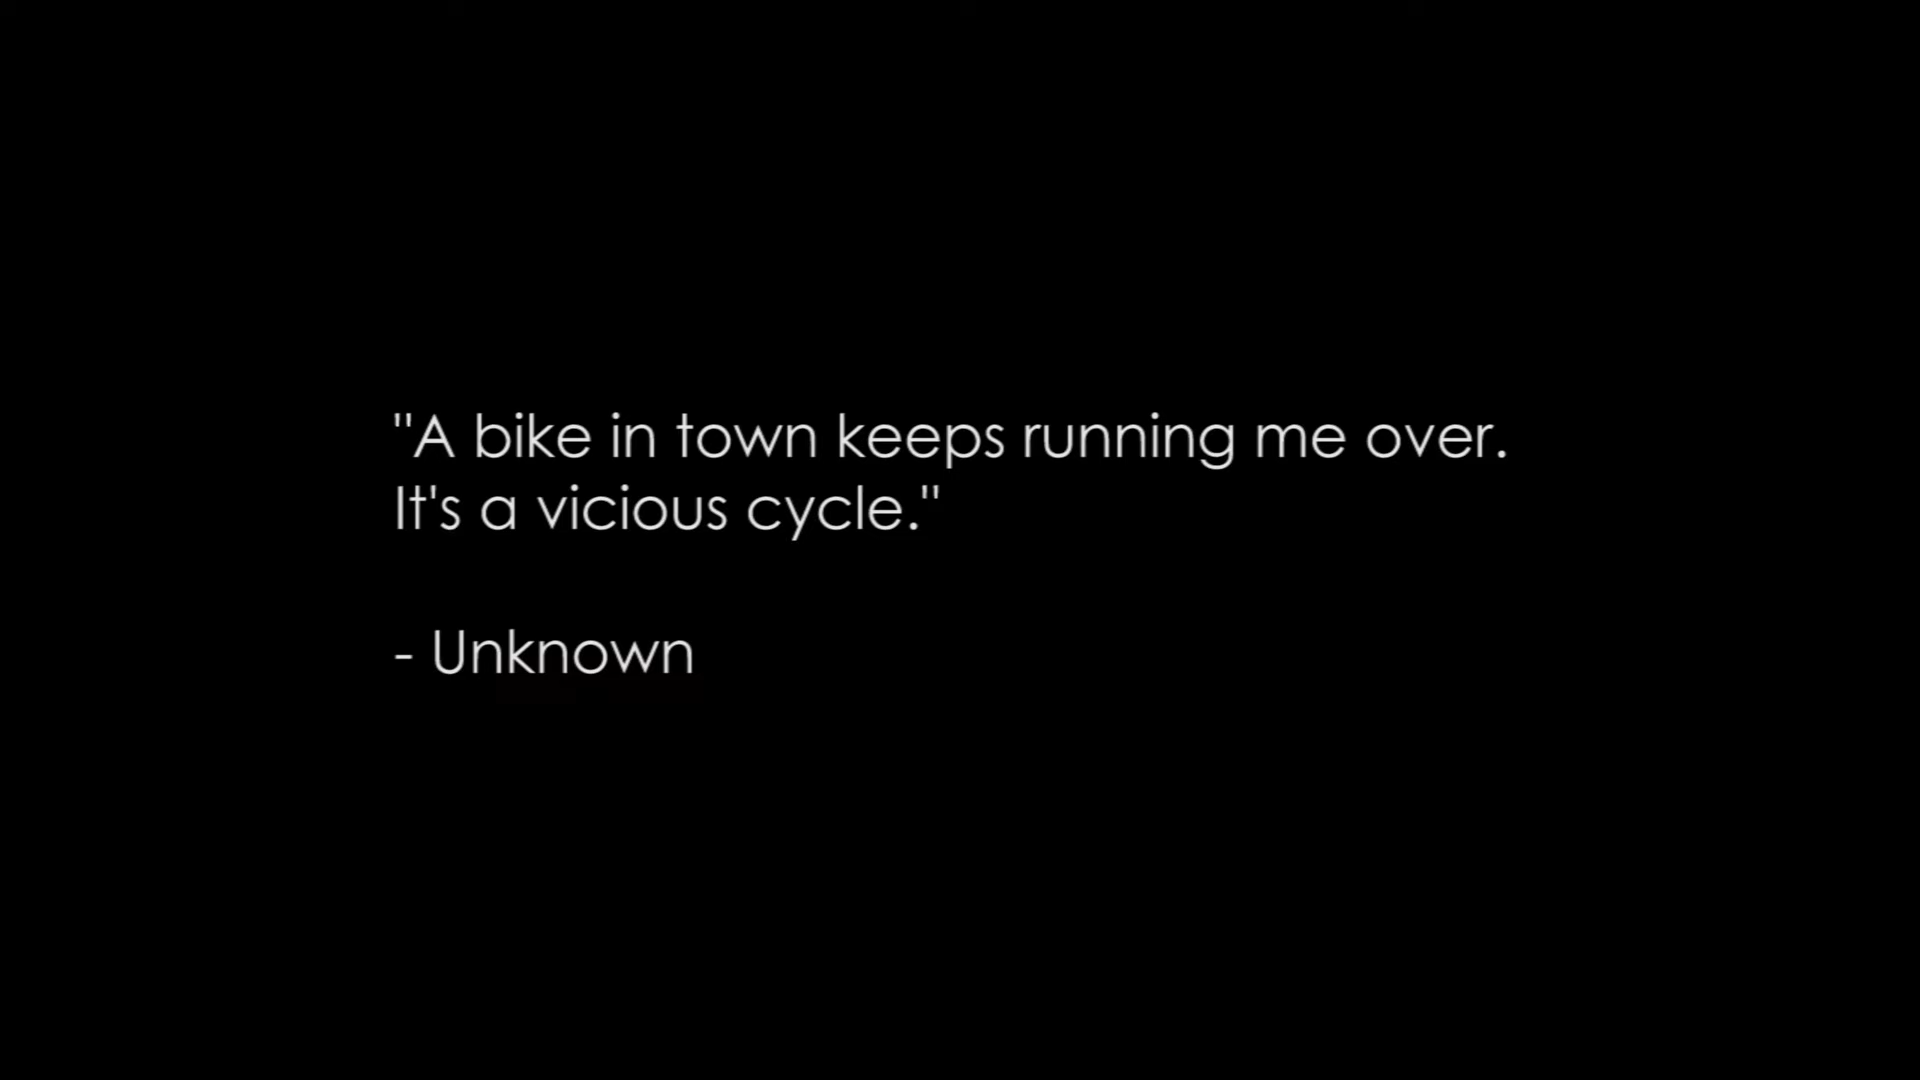 "A bike in town keeps running me over.
It's a vicious cycle."
- Unknown